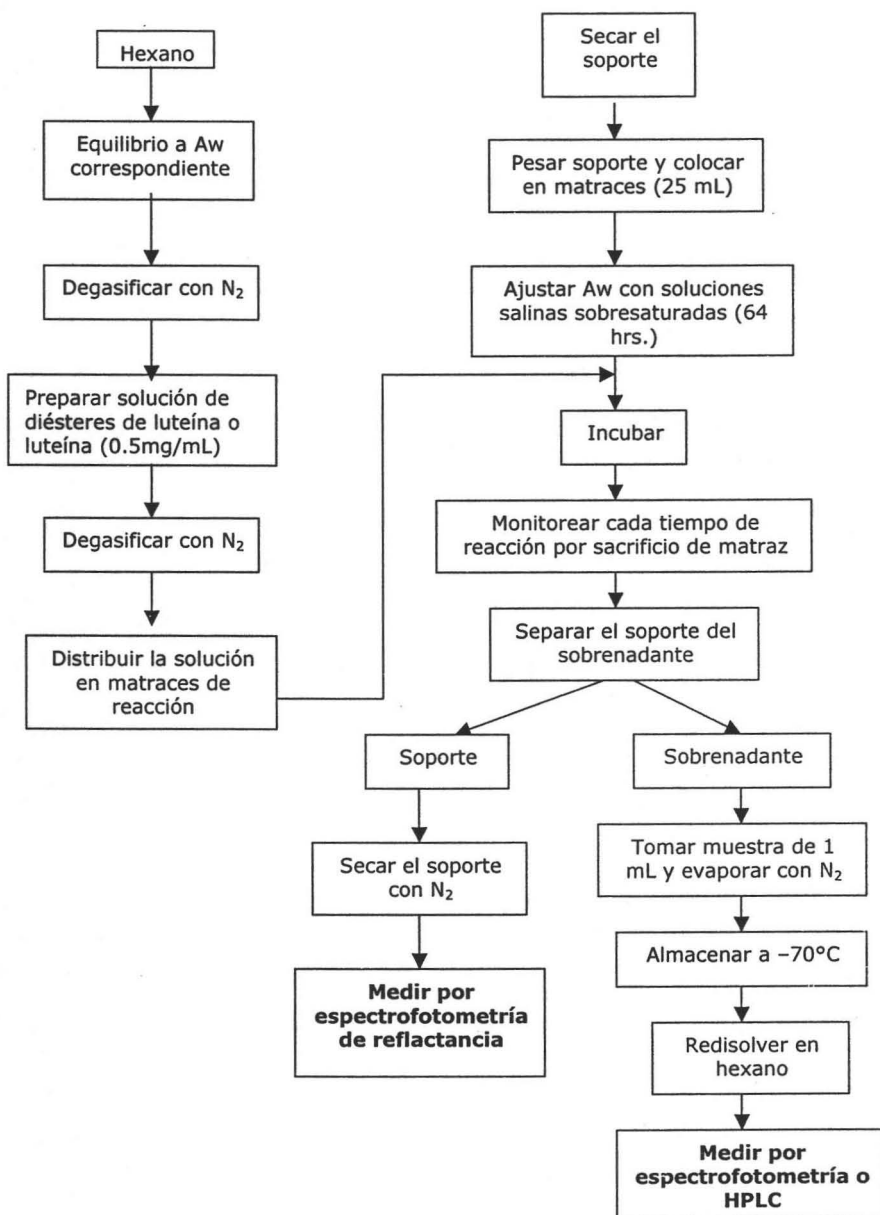 Hexano
Equilibrio a Aw
correspondiente
Degasificar con N₂
Preparar solución de
diésteres de luteína o
luteína (0.5mg/mL)
Degasificar con N₂
Distribuir la solución
en matraces de
reacción
Secar el
soporte
Pesar soporte y colocar
en matraces (25 mL)
Ajustar Aw con soluciones
salinas sobresaturadas (64
hrs.)
Incubar
Monitorear cada tiempo de
reacción por sacrificio de matraz
Separar el soporte del
sobrenadante
Soporte
Secar el soporte
con N₂
Medir por
espectrofotometría
de reflactancia
Sobrenadante
Tomar muestra de 1
mL y evaporar con N₂
Almacenar a –70°C
Redisolver en
hexano
Medir por
espectrofotometría o
HPLC